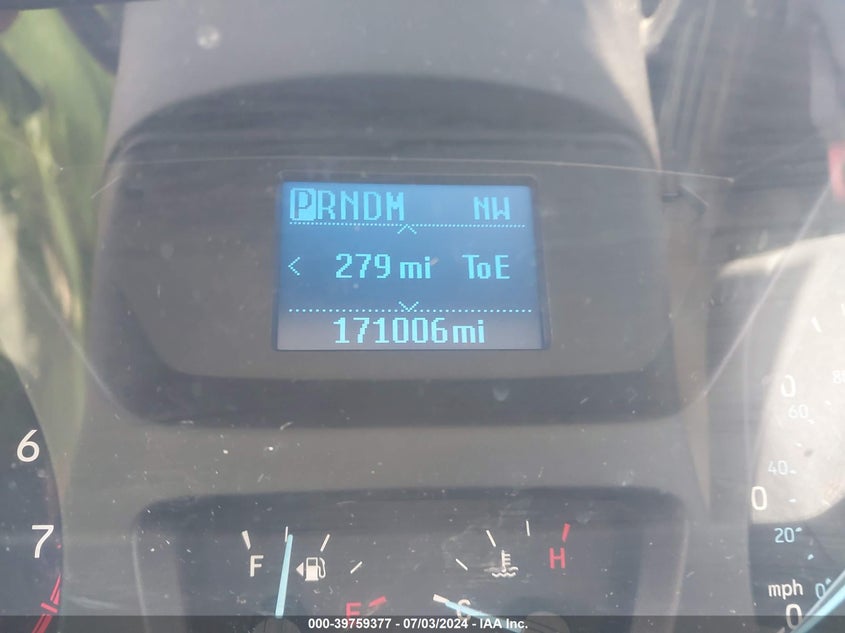 PRNDM NW
< 279 mi ToE
171006mi
6
7
F
E
H
C
80
60
40
20
0
mph
0
000-39759377 - 07/03/2024 - IAA Inc.